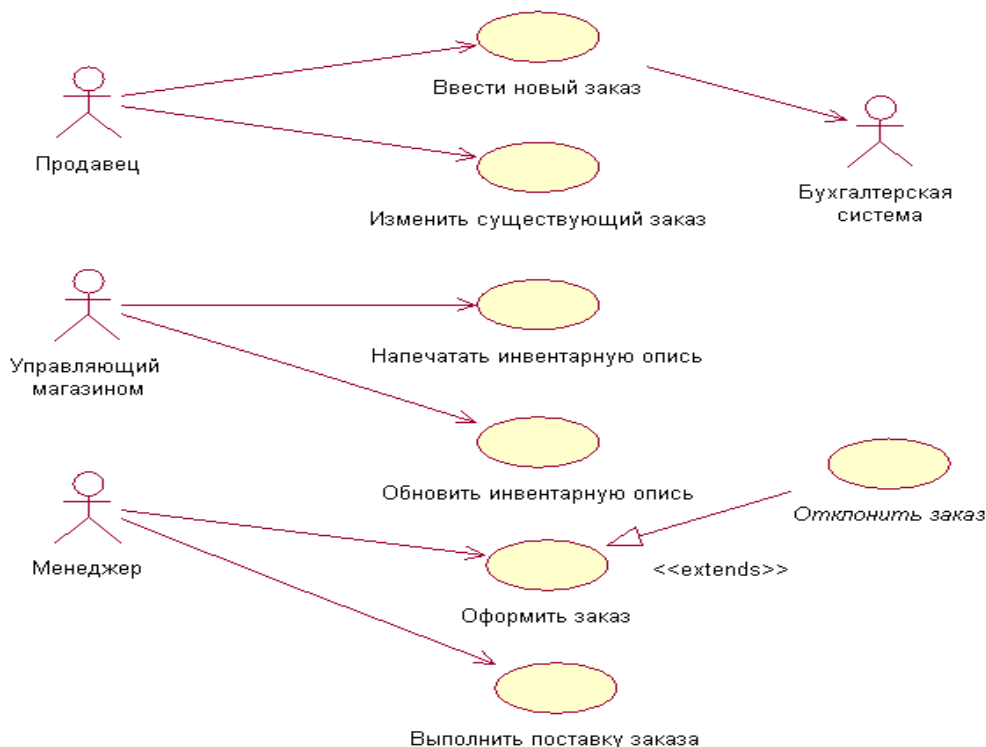 Ввести новый заказ
Продавец
Бухгалтерская
система
Изменить существующий заказ
Управляющий
магазином
Напечатать инвентарную опись
Обновить инвентарную опись
Отклонить заказ
Менеджер
<<extends>>
Оформить заказ
Выполнить поставку заказа